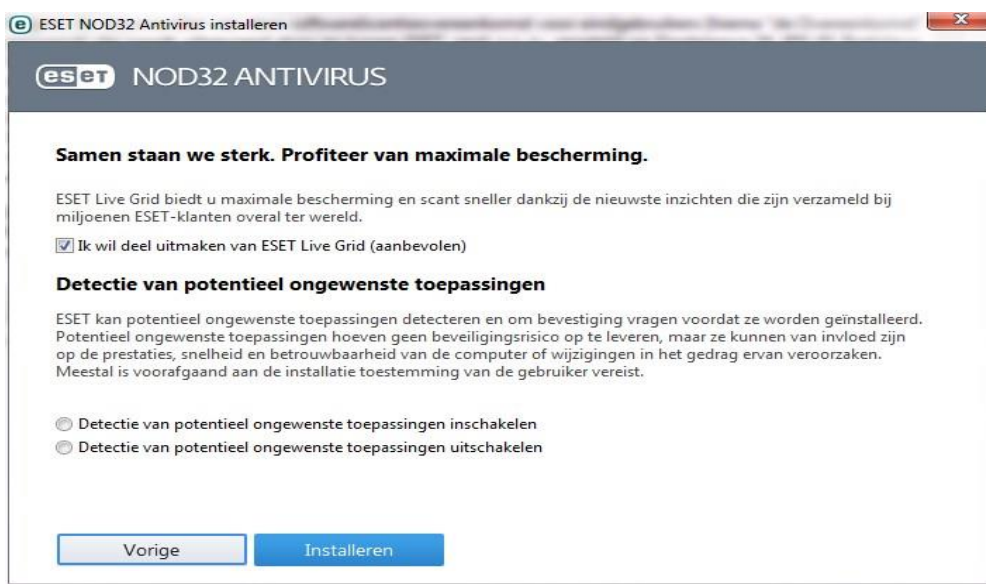 ESET NOD32 Antivirus installeren
eset NOD32 ANTIVIRUS
Samen staan we sterk. Profiteer van maximale bescherming.
ESET Live Grid biedt u maximale bescherming en scant sneller dankzij de nieuwste inzichten die zijn verzameld bij
miljoenen ESET-klanten overal ter wereld.
Ik wil deel uitmaken van ESET Live Grid (aanbevolen)
Detectie van potentieel ongewenste toepassingen
ESET kan potentieel ongewenste toepassingen detecteren en om bevestiging vragen voordat ze worden geïnstalleerd.
Potentieel ongewenste toepassingen hoeven geen beveiligingsrisico op te leveren, maar ze kunnen van invloed zijn
op de prestaties, snelheid en betrouwbaarheid van de computer of wijzigingen in het gedrag ervan veroorzaken.
Meestal is voorafgaand aan de installatie toestemming van de gebruiker vereist.
Detectie van potentieel ongewenste toepassingen inschakelen
Detectie van potentieel ongewenste toepassingen uitschakelen
Vorige
Installeren